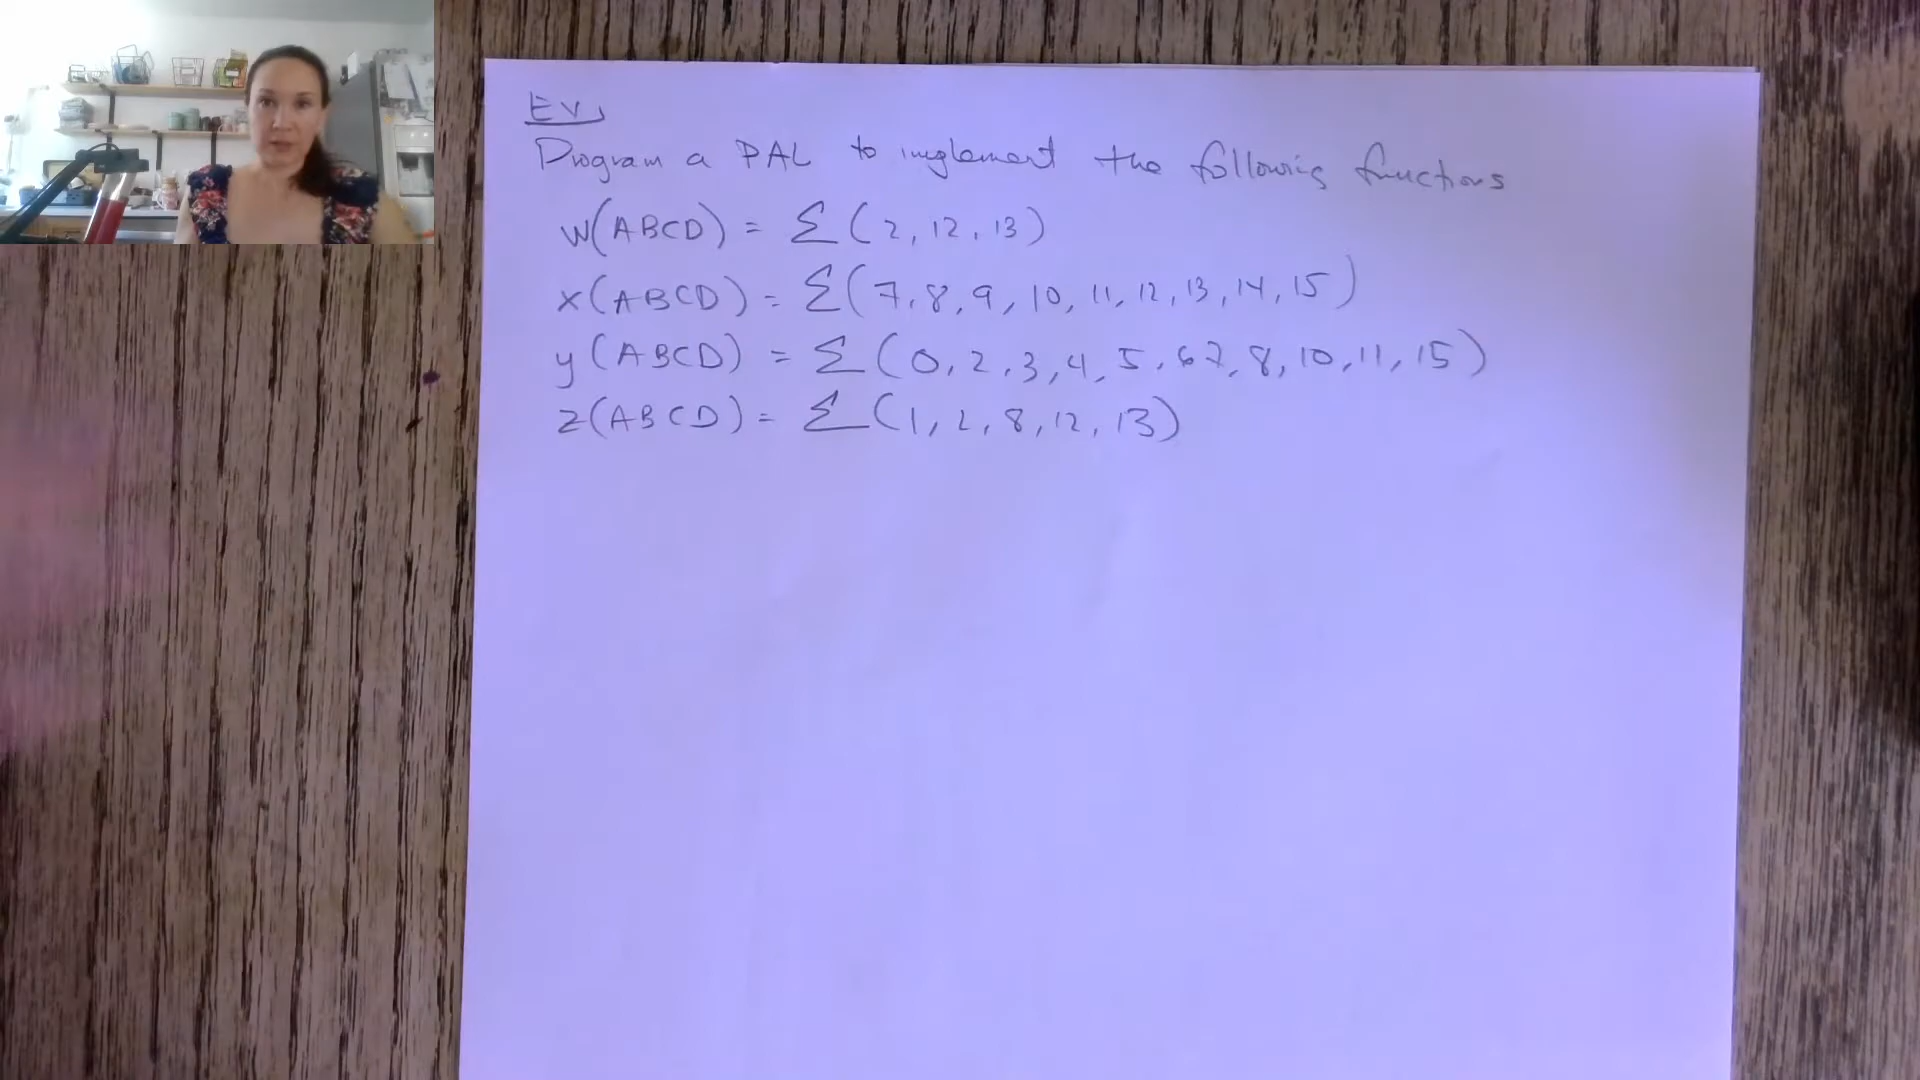 Ex,
Program a PAL to implement the following functions
w(ABCD) = Σ(2, 12, 13)
x(ABCD) = Σ(7, 8, 9, 10, 11, 12, 13, 14, 15)
y(ABCD) = Σ(0, 2, 3, 4, 5, 6 7, 8, 10, 11, 15)
z(ABCD) = Σ(1, 2, 8, 12, 13)